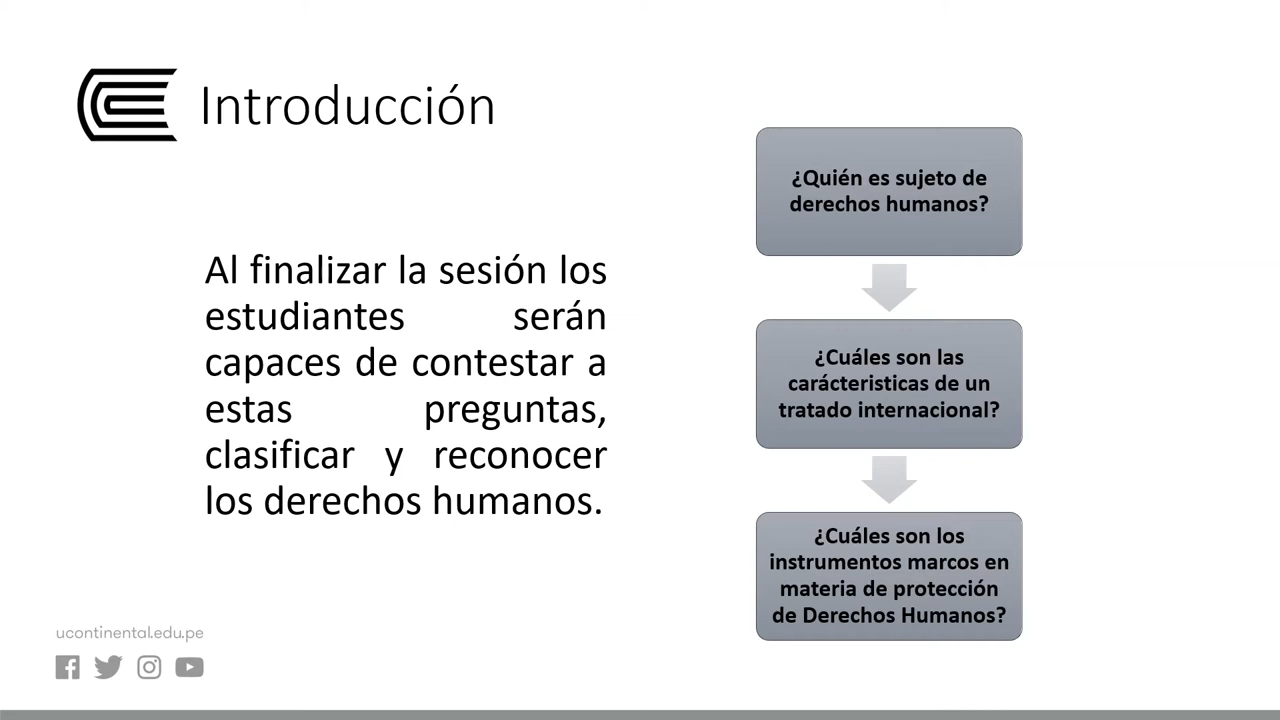 Introducción
Al finalizar la sesión los
estudiantes serán
capaces de contestar a
estas preguntas,
clasificar y reconocer
los derechos humanos.
¿Quién es sujeto de
derechos humanos?
¿Cuáles son las
carácteristicas de un
tratado internacional?
¿Cuáles son los
instrumentos marcos en
materia de protección
de Derechos Humanos?
ucontinental.edu.pe